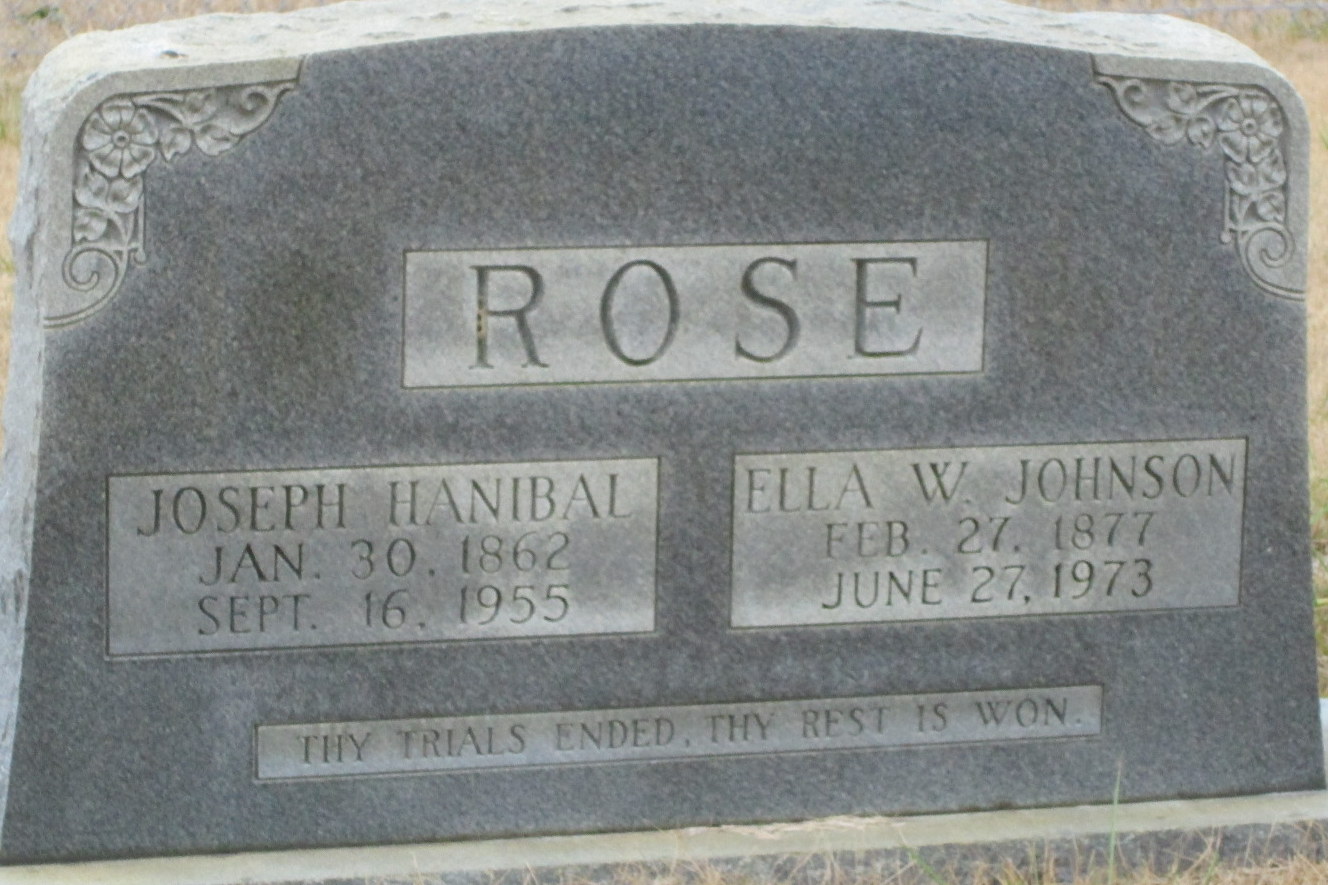 ROSE
JOSEPH HANIBAL
JAN. 30, 1862
SEPT. 16, 1955
ELLA W. JOHNSON
FEB. 27, 1877
JUNE 27, 1973
THY TRIALS ENDED, THY REST IS WON.